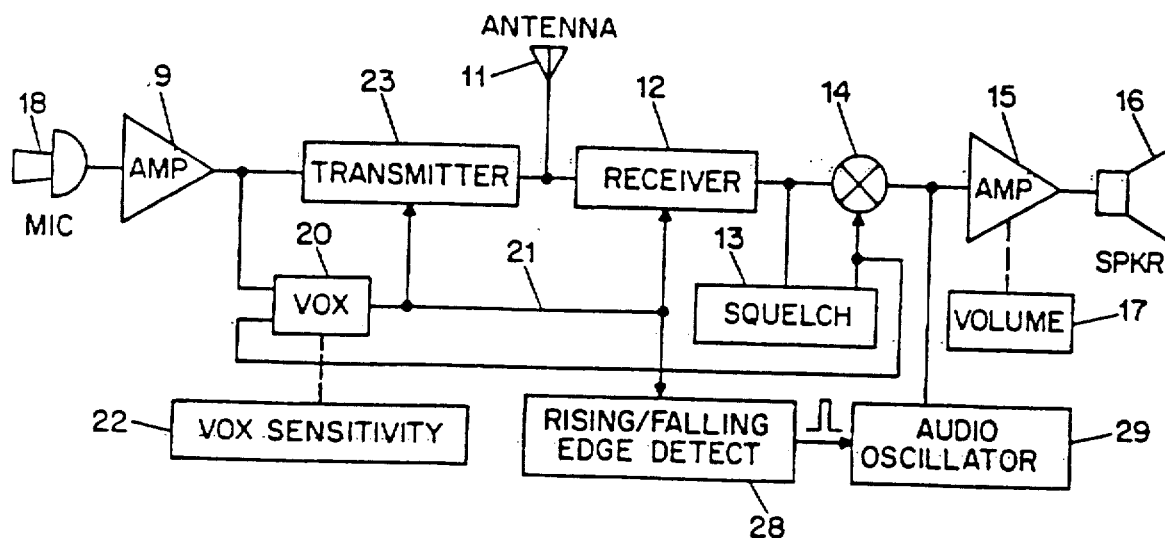 ANTENNA
18
9
23
11
12
14
15
16
AMP
TRANSMITTER
RECEIVER
AMP
MIC
20
21
13
SPKR
VOX
SQUELCH
VOLUME
17
22
VOX SENSITIVITY
RISING/FALLING
EDGE DETECT
AUDIO
OSCILLATOR
29
28